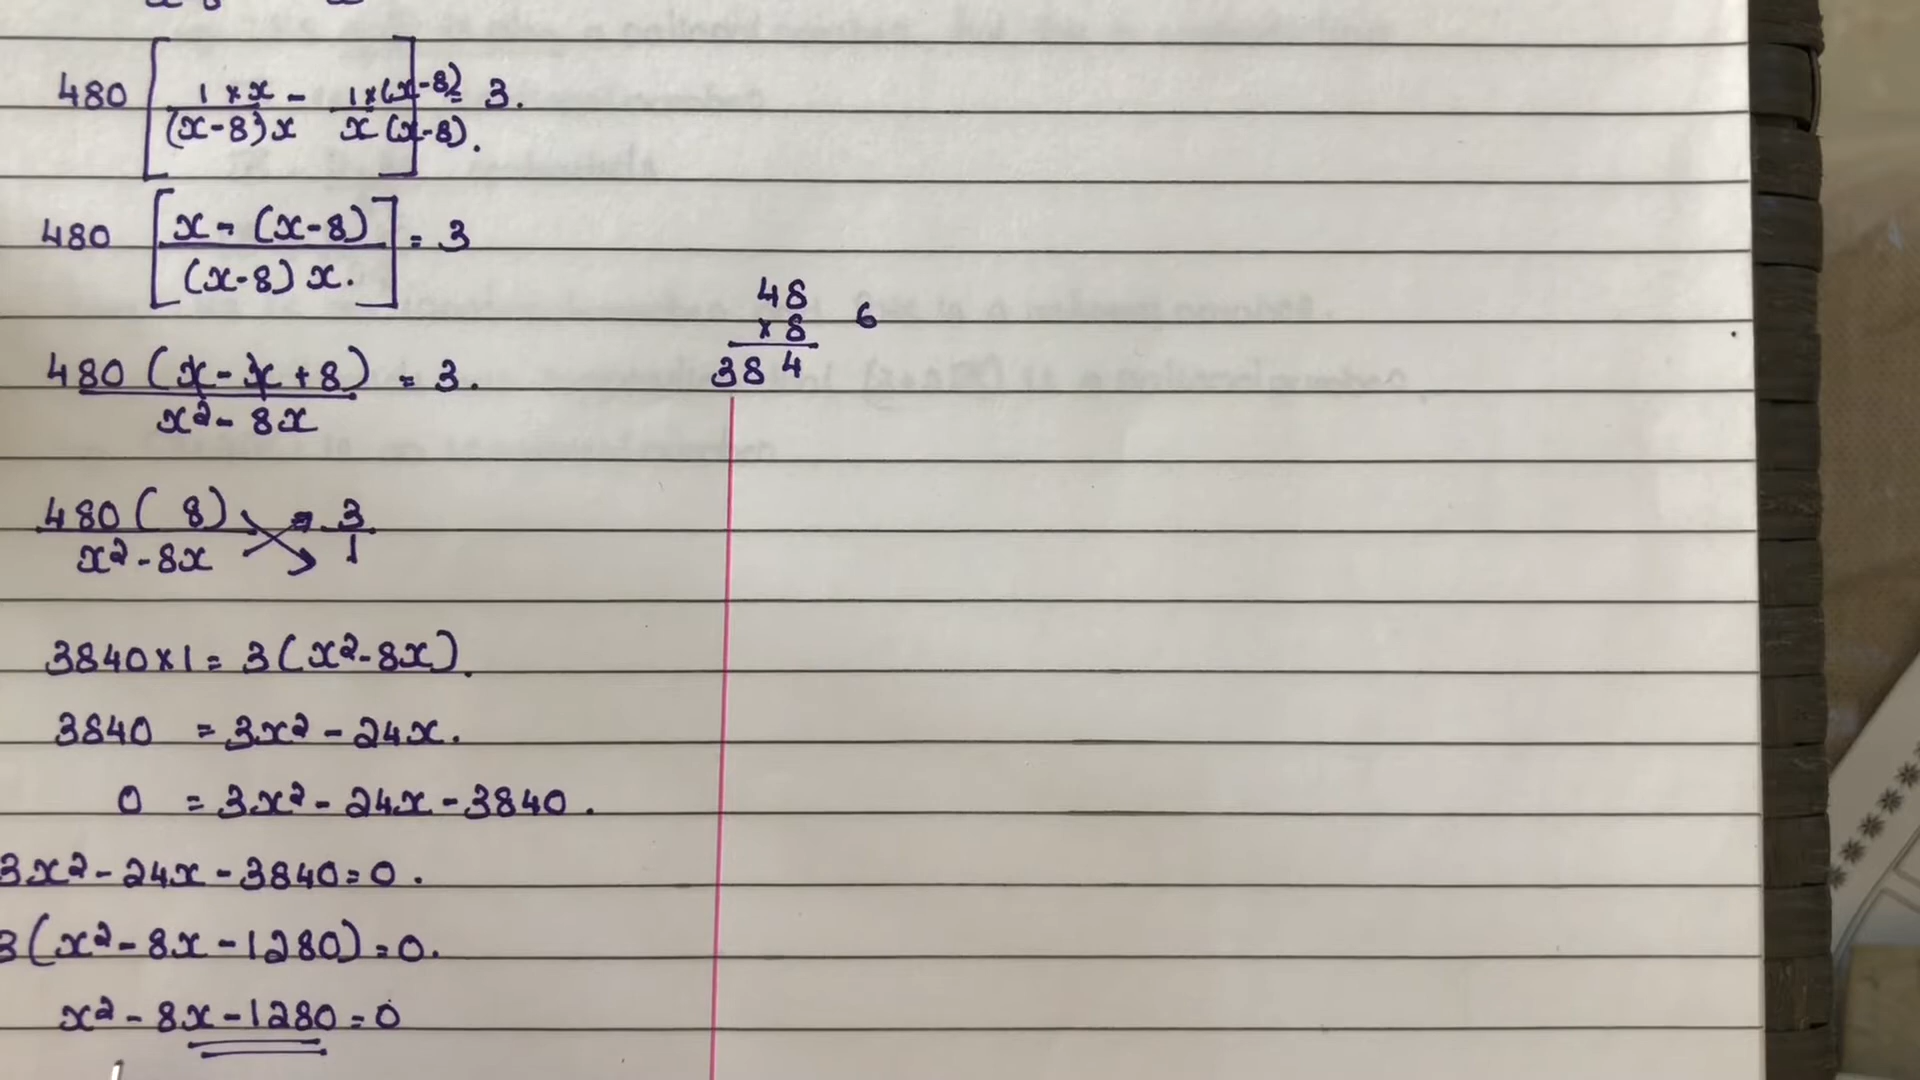 480 [ 1 × x / (x-8) x - 1 × (x-8) / x (x-8) ] = 3.
480 [ x - (x-8) / (x-8) x. ] = 3
480 (x - x + 8) / x² - 8x = 3.
480 ( 8) / x² - 8x = 3 / 1
3840 × 1 = 3 (x² - 8x).
3840 = 3x² - 24x.
0 = 3x² - 24x - 3840.
3x² - 24x - 3840 = 0.
3 (x² - 8x - 1280) = 0.
x² - 8x - 1280 = 0
48
× 8
384
6